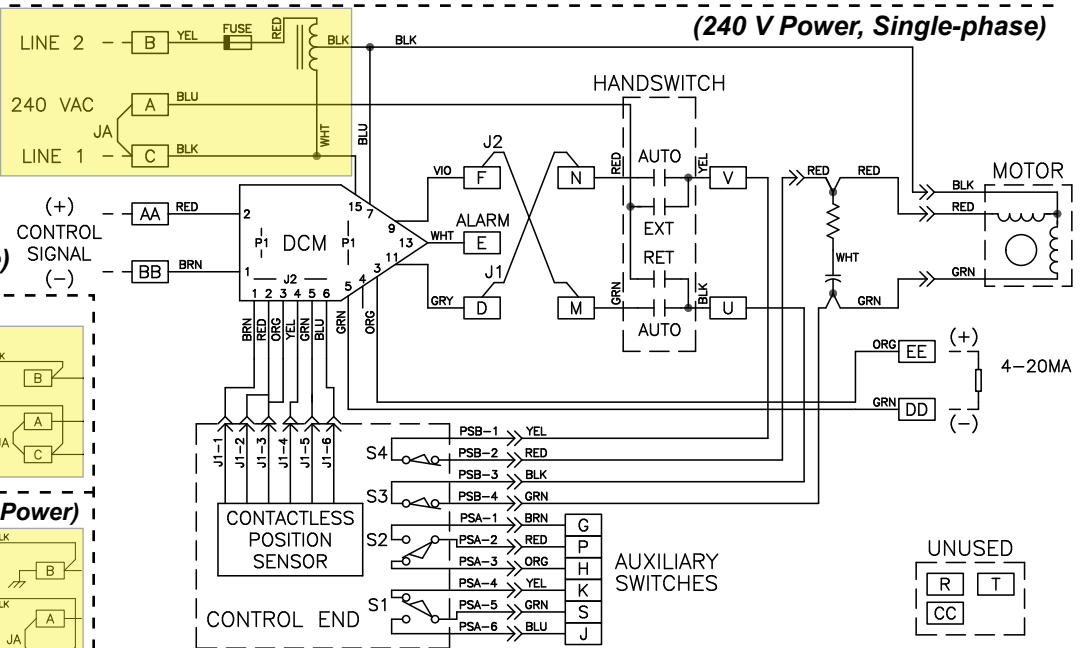 (240 V Power, Single-phase)
LINE 2
B
YEL
FUSE
RED
BLK
BLK
240 VAC
A
BLU
JA
LINE 1
C
BLK
WHT
BLU
HANDSWITCH
(+)
CONTROL
SIGNAL
(-)
AA
RED
BB
BRN
2
P1
DCM
P1
1
J2
15
7
9
13
11
3
4
5
1 2 3 4 5 6
BRN
RED
ORG
YEL
GRN
BLU
GRN
ORG
VIO
F
J2
ALARM
WHT
E
J1
GRY
D
N
M
RED
GRN
AUTO
EXT
RET
AUTO
YEL
BLK
V
U
RED
RED
WHT
GRN
MOTOR
BLK
RED
GRN
ORG
EE
(+)
4-20MA
GRN
DD
(-)
J1-1
J1-2
J1-3
J1-4
J1-5
J1-6
CONTACTLESS
POSITION
SENSOR
CONTROL END
S4
S3
S2
S1
PSB-1 YEL
PSB-2 RED
PSB-3 BLK
PSB-4 GRN
PSA-1 BRN G
PSA-2 RED P
PSA-3 ORG H
PSA-4 YEL K
PSA-5 GRN S
PSA-6 BLU J
AUXILIARY
SWITCHES
UNUSED
R
T
CC
)
K
B
A
JA
C
Power)
LK
B
LK
A
JA